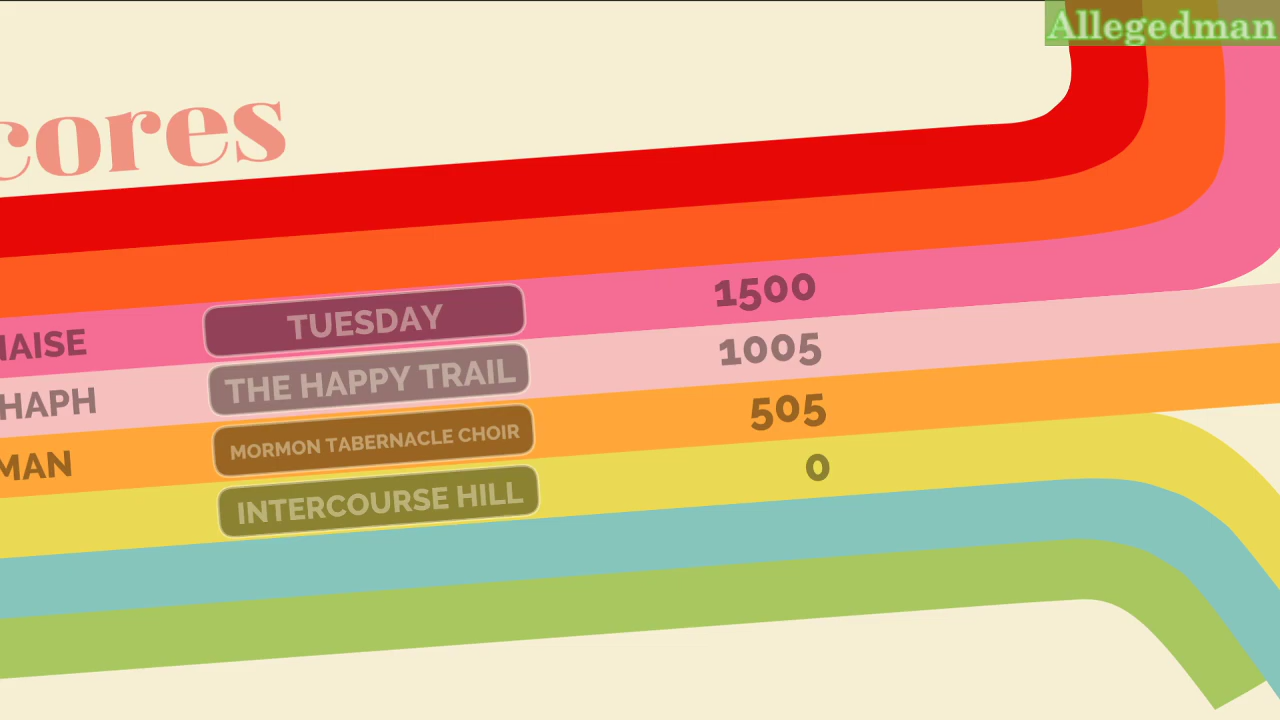 Allegedman
cores
NAISE TUESDAY 1500
HAPH THE HAPPY TRAIL 1005
MAN MORMON TABERNACLE CHOIR 505
INTERCOURSE HILL 0